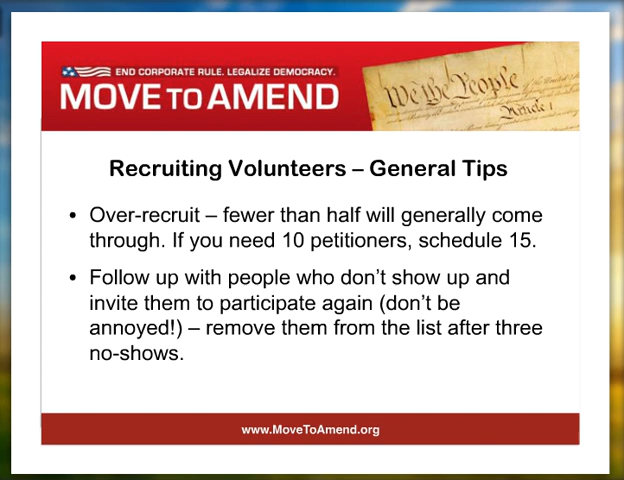 END CORPORATE RULE. LEGALIZE DEMOCRACY.
MOVE TO AMEND
We the People
Article 1
Recruiting Volunteers – General Tips
• Over-recruit – fewer than half will generally come
through. If you need 10 petitioners, schedule 15.
• Follow up with people who don’t show up and
invite them to participate again (don’t be
annoyed!) – remove them from the list after three
no-shows.
www.MoveToAmend.org